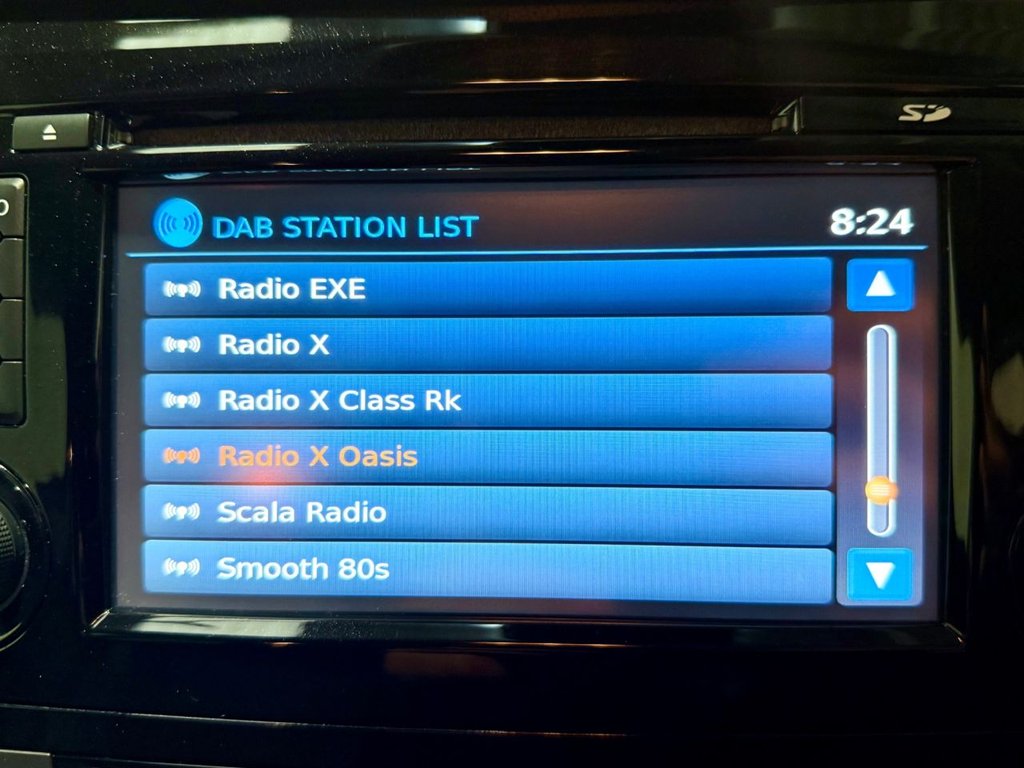 SD
DAB STATION LIST
8:24
Radio EXE
Radio X
Radio X Class Rk
Radio X Oasis
Scala Radio
Smooth 80s